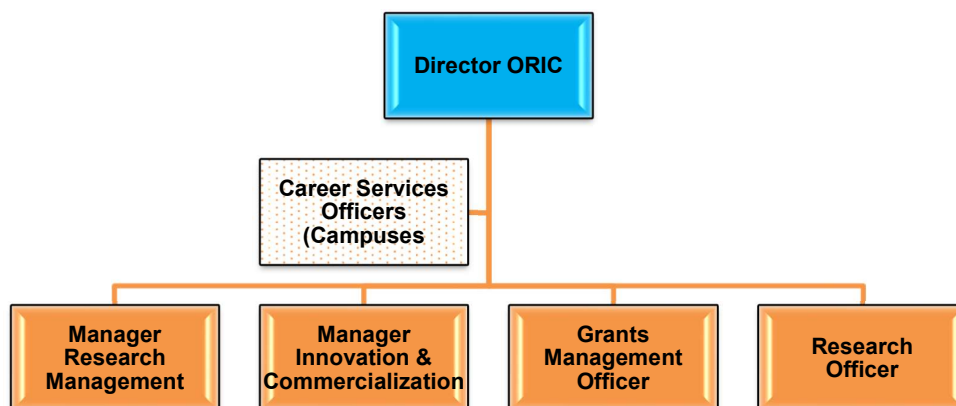 Director ORIC
Career Services
Officers
(Campuses
Manager
Research
Management
Manager
Innovation &
Commercialization
Grants
Management
Officer
Research
Officer